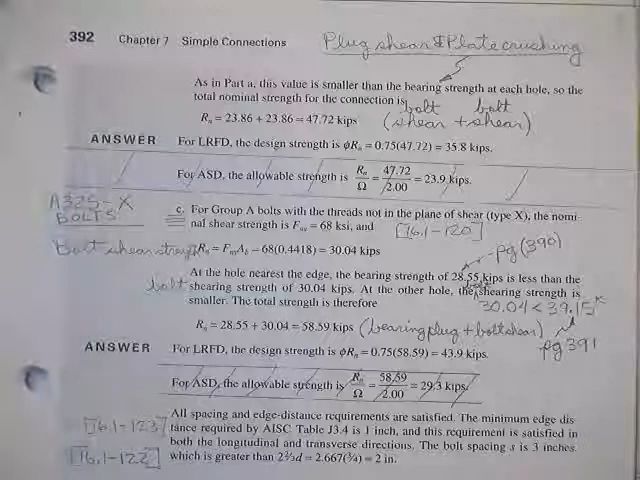 392 Chapter 7 Simple Connections Plug shear & Plate crushing
As in Part a, this value is smaller than the bearing strength at each hole, so the
total nominal strength for the connection is
bolt bolt
Rₙ = 23.86 + 23.86 = 47.72 kips (shear + shear)
ANSWER For LRFD, the design strength is ϕRₙ = 0.75(47.72) = 35.8 kips.
For ASD, the allowable strength is Rₙ/Ω = 47.72/2.00 = 23.9 kips.
A325-X
BOLTS
c. For Group A bolts with the threads not in the plane of shear (type X), the nomi-
nal shear strength is Fₙᵥ = 68 ksi, and [16.1-120]
Bolt shear Rₙ = FₙᵥA_b = 68(0.4418) = 30.04 kips
pg(390)
At the hole nearest the edge, the bearing strength of 28.55 kips is less than the
bolt shearing strength of 30.04 kips. At the other hole, the bolt shearing strength is
smaller. The total strength is therefore 30.04 < 39.15ᴷ
Rₙ = 28.55 + 30.04 = 58.59 kips (bearing plug + bolt shear)
pg 391
ANSWER For LRFD, the design strength is ϕRₙ = 0.75(58.59) = 43.9 kips.
For ASD, the allowable strength is Rₙ/Ω = 58.59/2.00 = 29.3 kips.
All spacing and edge-distance requirements are satisfied. The minimum edge dis-
[16.1-123] tance required by AISC Table J3.4 is 1 inch, and this requirement is satisfied in
both the longitudinal and transverse directions. The bolt spacing s is 3 inches,
[16.1-122] which is greater than 2⅔d = 2.667(¾) = 2 in.